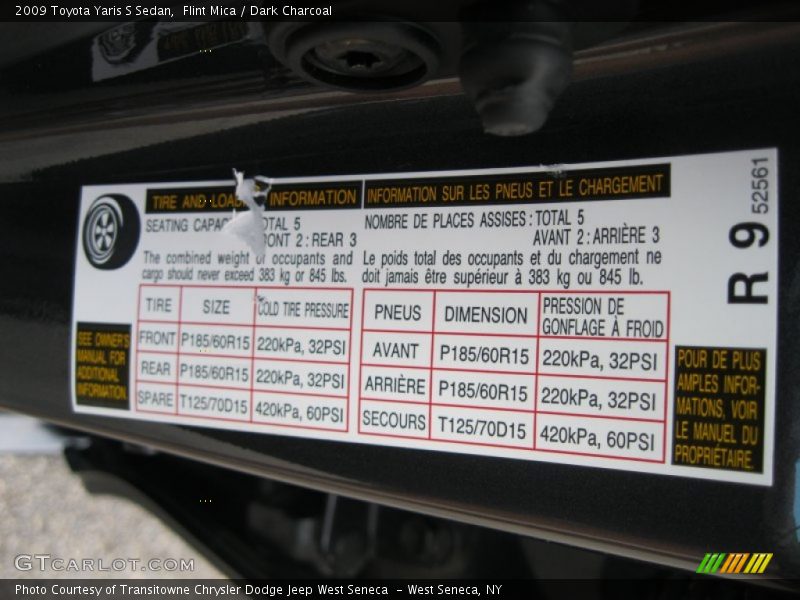 2009 Toyota Yaris S Sedan,  Flint Mica / Dark Charcoal
TIRE AND INFORMATION
SEATING TOTAL 5
2 : REAR 3
The combined weight of occupants and
cargo should never exceed 383 kg or 845 lbs.
TIRE SIZE COLD TIRE PRESSURE
FRONT P185/60R15 220kPa, 32PSI
REAR P185/60R15 220kPa, 32PSI
SPARE T125/70D15 420kPa, 60PSI
SEE OWNER'S
MANUAL FOR
ADDITIONAL
INFORMATION
INFORMATION SUR LES PNEUS ET LE CHARGEMENT
NOMBRE DE PLACES ASSISES : TOTAL 5
AVANT 2 : ARRIÈRE 3
Le poids total des occupants et du chargement ne
doit jamais être supérieur à 383 kg ou 845 lb.
PNEUS DIMENSION PRESSION DE
GONFLAGE À FROID
AVANT P185/60R15 220kPa, 32PSI
ARRIÈRE P185/60R15 220kPa, 32PSI
SECOURS T125/70D15 420kPa, 60PSI
POUR DE PLUS
AMPLES INFOR-
MATIONS, VOIR
LE MANUEL DU
PROPRIÉTAIRE.
R 9 52561
GTCARLOT.COM
Photo Courtesy of Transitowne Chrysler Dodge Jeep West Seneca  - West Seneca, NY